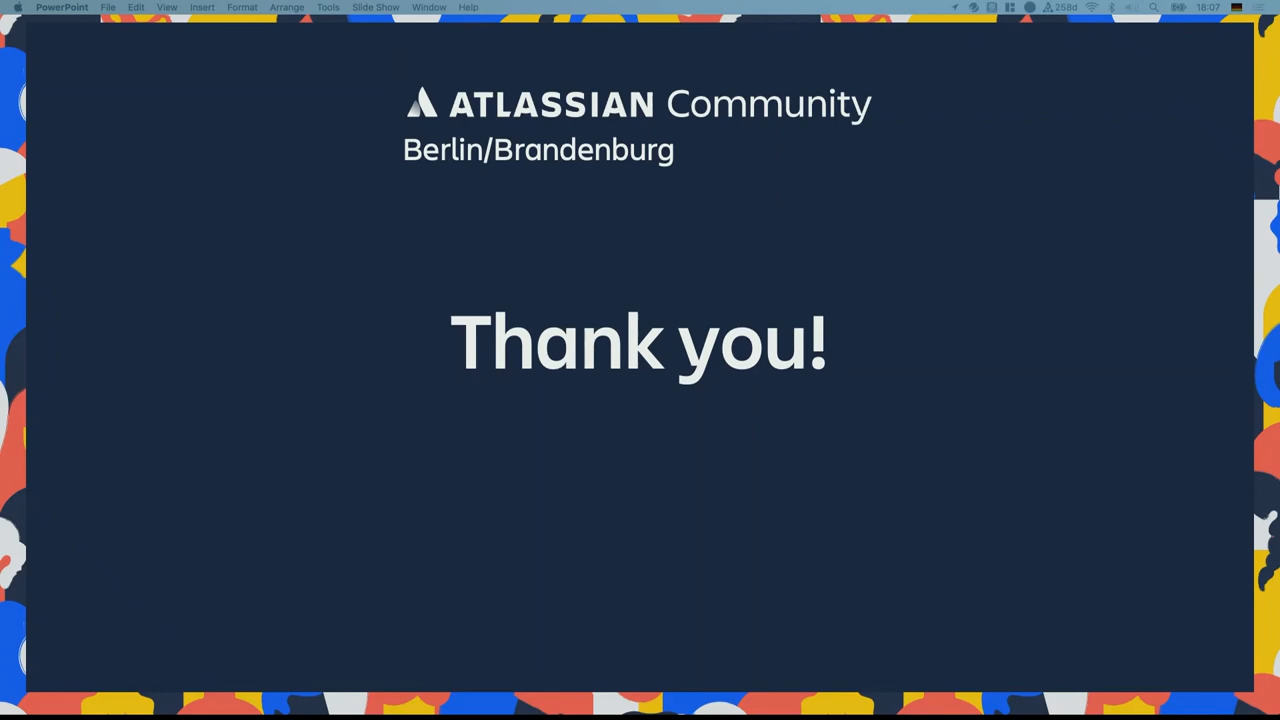 PowerPoint File Edit View Insert Format Arrange Tools Slide Show Window Help 258d 18:07
ATLASSIAN Community
Berlin/Brandenburg
Thank you!